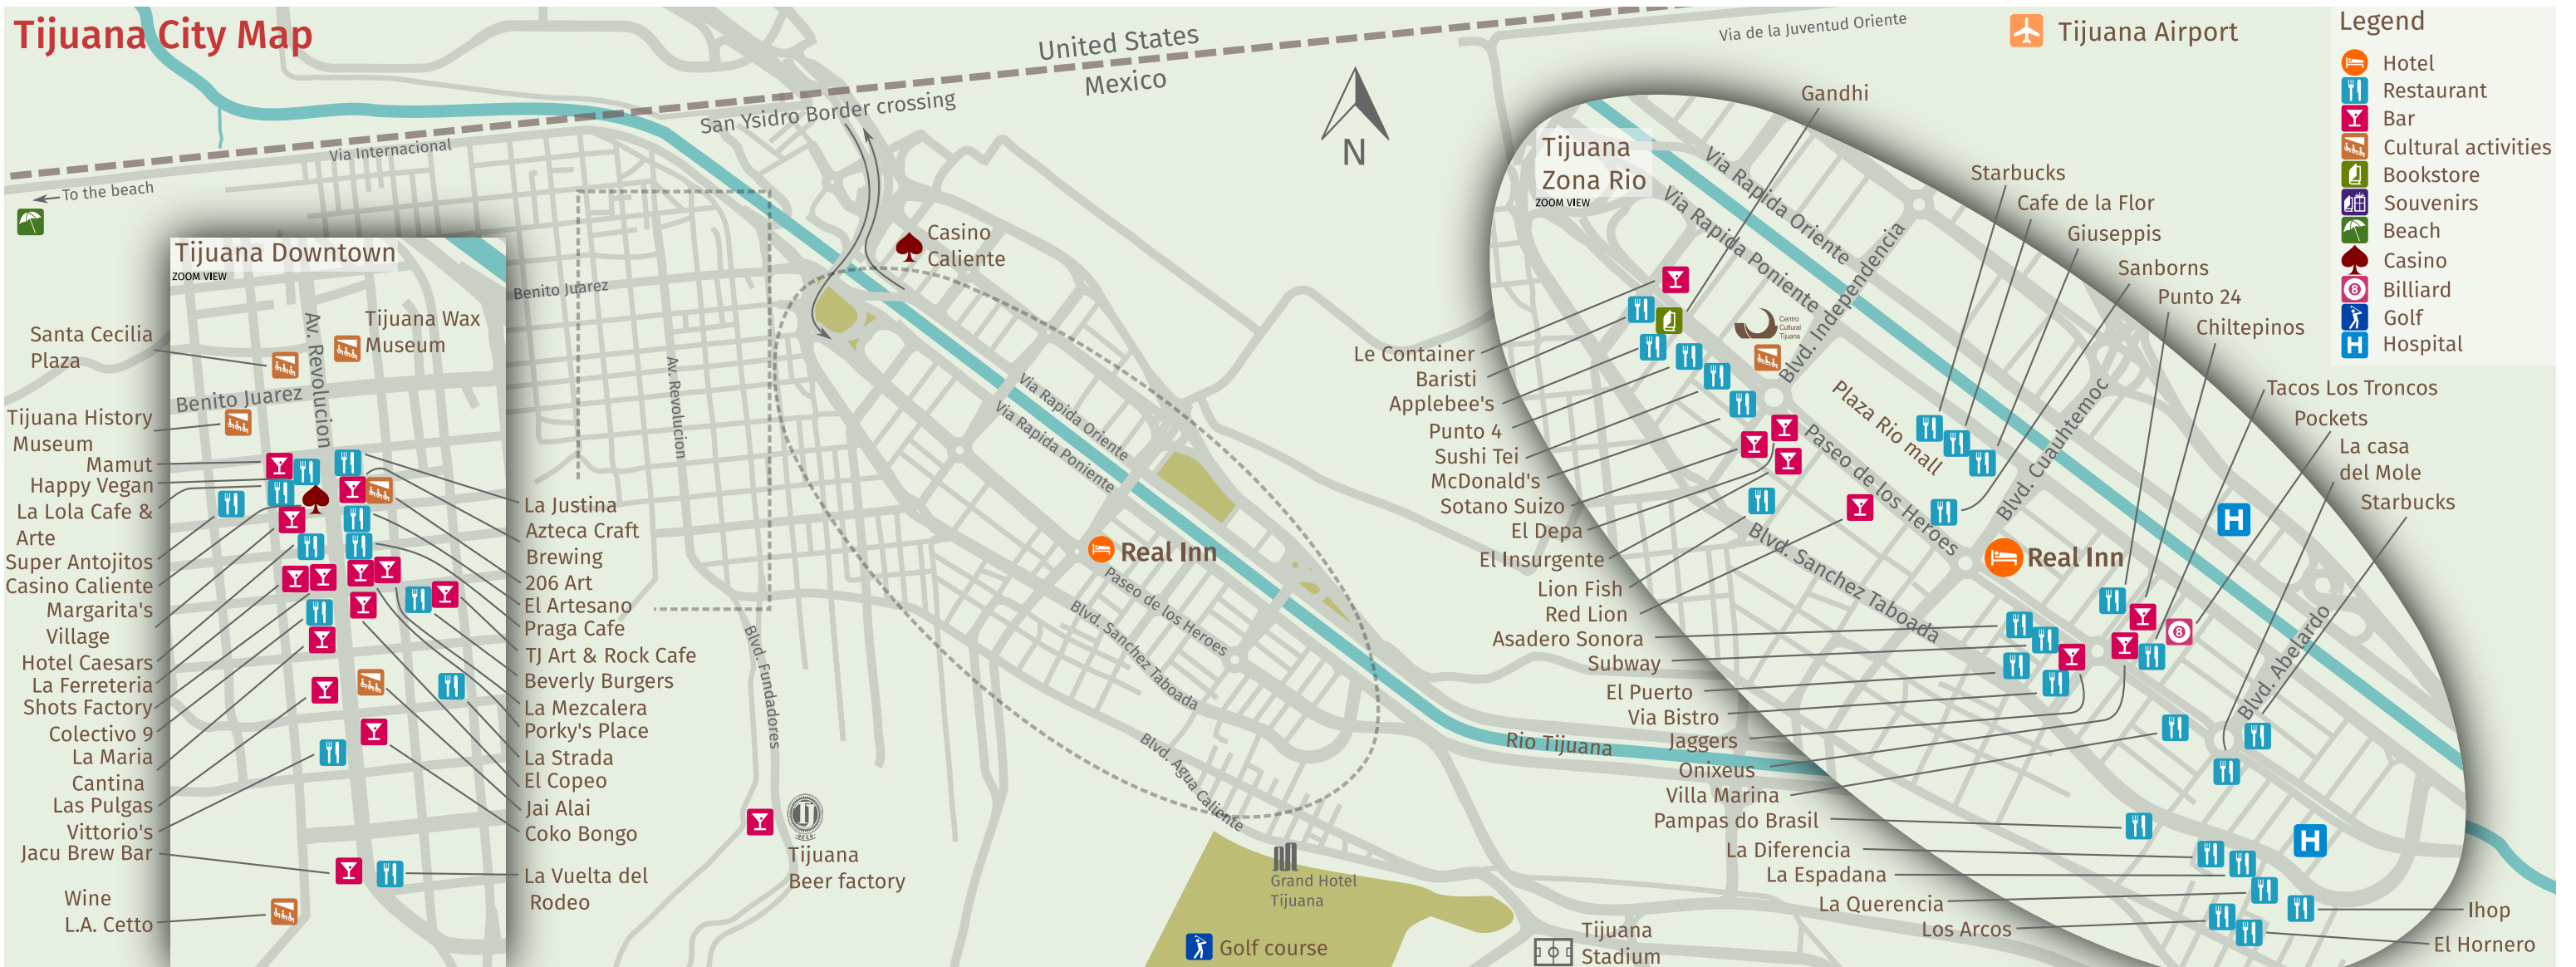 Tijuana City Map
United States
Mexico
Via de la Juventud Oriente
Tijuana Airport
San Ysidro Border crossing
Via Internacional
To the beach
N
Casino
Caliente
Benito Juarez
Av. Revolucion
Via Rapida Oriente
Via Rapida Poniente
Real Inn
Paseo de los Heroes
Blvd. Sanchez Taboada
Blvd. Fundadores
Blvd. Agua Caliente
Rio Tijuana
TJ
BEER
Tijuana
Beer factory
Grand Hotel
Tijuana
Golf course
Tijuana
Stadium
Tijuana Downtown
ZOOM VIEW
Av. Revolucion
Benito Juarez
Tijuana Wax
Museum
Santa Cecilia
Plaza
Tijuana History
Museum
Mamut
Happy Vegan
La Lola Cafe &
Arte
Super Antojitos
Casino Caliente
Margarita's
Village
Hotel Caesars
La Ferreteria
Shots Factory
Colectivo 9
La Maria
Cantina
Las Pulgas
Vittorio's
Jacu Brew Bar
Wine
L.A. Cetto
La Justina
Azteca Craft
Brewing
206 Art
El Artesano
Praga Cafe
TJ Art & Rock Cafe
Beverly Burgers
La Mezcalera
Porky's Place
La Strada
El Copeo
Jai Alai
Coko Bongo
La Vuelta del
Rodeo
Tijuana
Zona Rio
ZOOM VIEW
Via Rapida Oriente
Via Rapida Poniente
Blvd. Independencia
Centro
Cultural
Tijuana
Plaza Rio mall
Paseo de los Heroes
Blvd. Cuauhtemoc
Blvd. Sanchez Taboada
Blvd. Abelardo
Real Inn
Gandhi
Starbucks
Cafe de la Flor
Giuseppis
Sanborns
Punto 24
Chiltepinos
Tacos Los Troncos
Pockets
La casa
del Mole
Starbucks
H
8
H
Le Container
Baristi
Applebee's
Punto 4
Sushi Tei
McDonald's
Sotano Suizo
El Depa
El Insurgente
Lion Fish
Red Lion
Asadero Sonora
Subway
El Puerto
Via Bistro
Jaggers
Onixeus
Villa Marina
Pampas do Brasil
La Diferencia
La Espadana
La Querencia
Los Arcos
Ihop
El Hornero
Legend
Hotel
Restaurant
Bar
Cultural activities
Bookstore
Souvenirs
Beach
Casino
8 Billiard
Golf
H Hospital